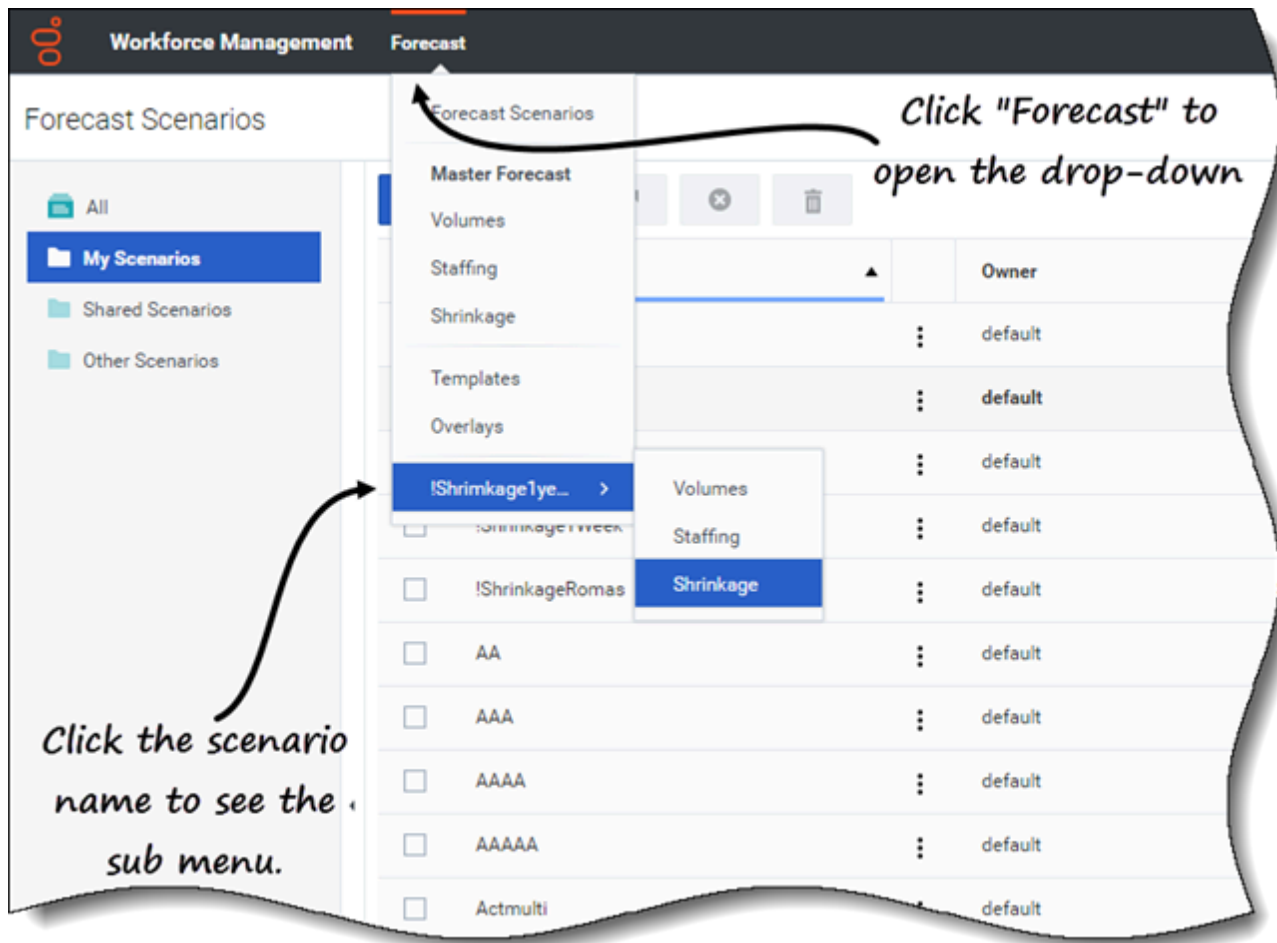 Workforce Management Forecast
Forecast Scenarios
Forecast Scenarios
Click "Forecast" to
open the drop-down
Master Forecast
Volumes
Staffing
Shrinkage
Templates
Overlays
!Shrimkage1ye... >
Volumes
Staffing
Shrinkage
All
My Scenarios
Shared Scenarios
Other Scenarios
Click the scenario
name to see the
sub menu.
Owner
default
default
default
!Shrinkage1Week default
!ShrinkageRomas default
AA default
AAA default
AAAA default
AAAAA default
Actmulti default